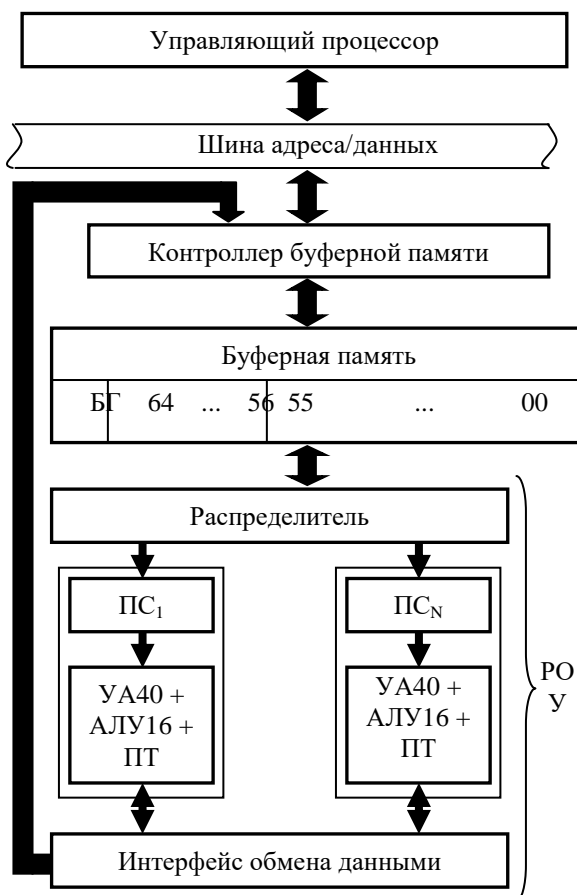 Управляющий процессор
Шина адреса/данных
Контроллер буферной памяти
Буферная память
БГ 64 ... 56 55 ... 00
Распределитель
ПС1 ПСN
УА40 + УА40 +
АЛУ16 + АЛУ16 +
ПТ ПТ
РО
У
Интерфейс обмена данными